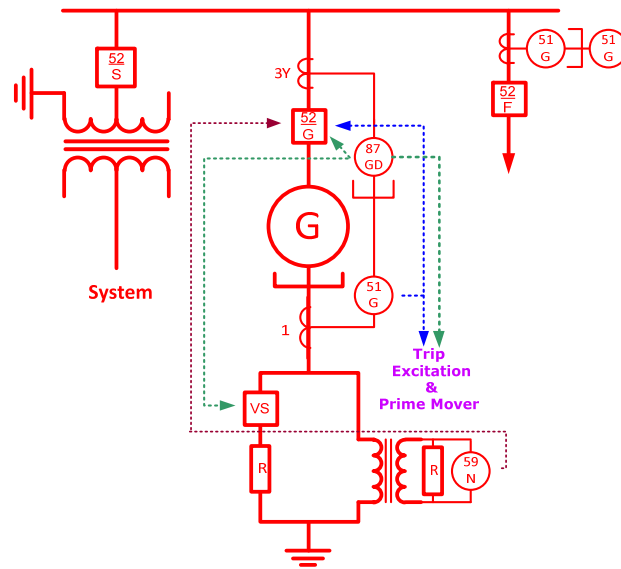 52
S
System
3Y
52
G
87
GD
G
51
G
1
51
G
51
G
52
F
Trip
Excitation
&
Prime Mover
VS
R
R
59
N